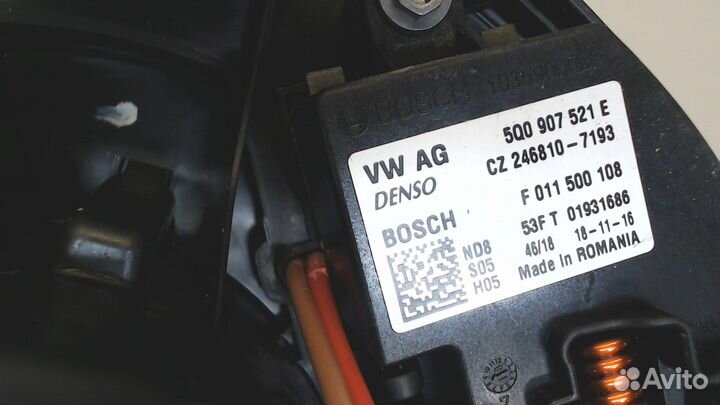 BOSCH
VW AG
5Q0 907 521 E
DENSO
CZ 246810-7193
BOSCH
F 011 500 108
ND8
S05
H05
53F T 01931686
46/18 18-11-16
Made in ROMANIA
7
Avito